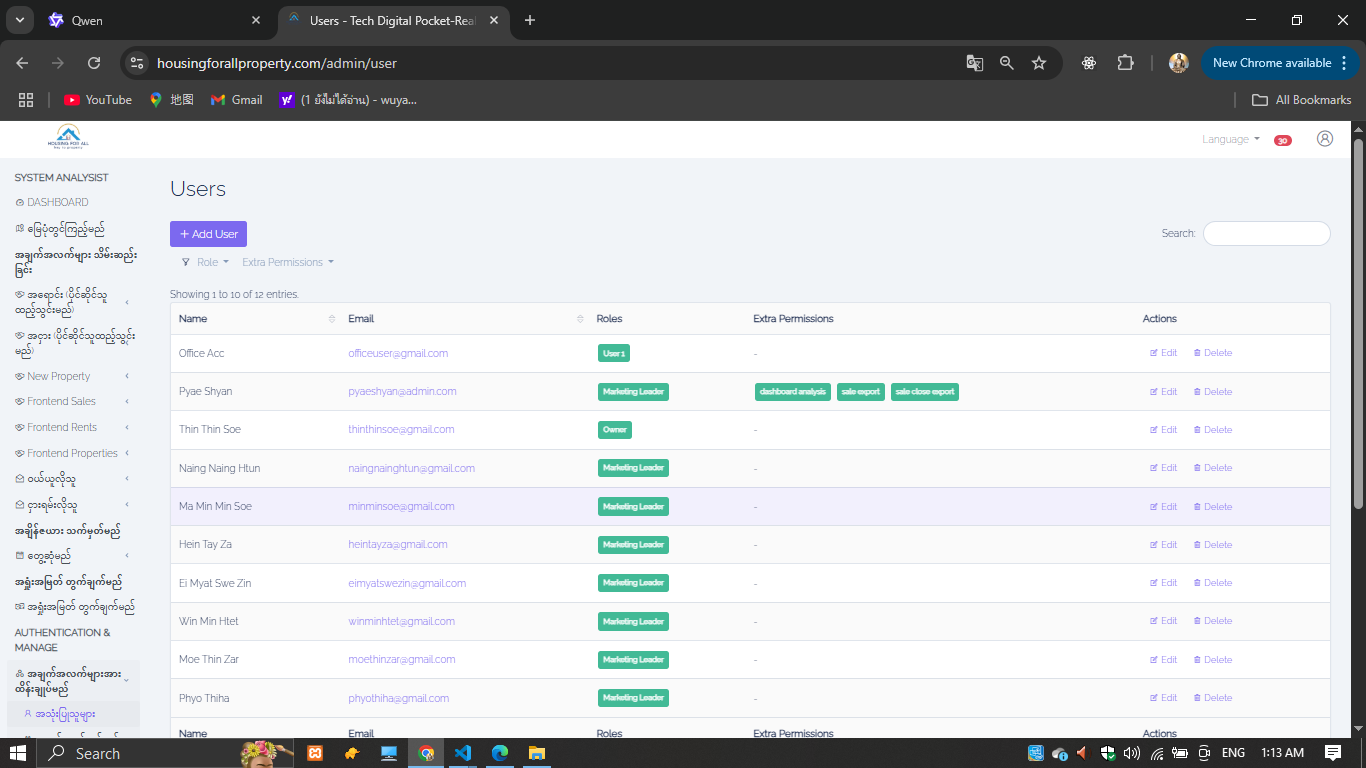 Qwen
Users - Tech Digital Pocket-Real
housingforallproperty.com/admin/user
New Chrome available
YouTube
地图
Gmail
(1 ยังไม่ได้อ่าน) - wuya...
All Bookmarks
HOUSING FOR ALL
Language
30
SYSTEM ANALYSIST
DASHBOARD
မြေပုံတွင်ကြည့်မည်
အချက်အလက်များ သိမ်းဆည်း
ခြင်း
အရောင်း (ပိုင်ဆိုင်သူ
ထည့်သွင်းမည်)
အငှား (ပိုင်ဆိုင်သူထည့်သွင်း
မည်)
New Property
Frontend Sales
Frontend Rents
Frontend Properties
ဝယ်ယူလိုသူ
ငှားရမ်းလိုသူ
အချိန်ဇယား သက်မှတ်မည်
တွေ့ဆုံမည်
အရှုံးအမြတ် တွက်ချက်မည်
အရှုံးအမြတ် တွက်ချက်မည်
AUTHENTICATION &
MANAGE
အချက်အလက်များအား
ထိန်းချုပ်မည်
အသုံးပြုသူများ
Users
+ Add User
Search:
Role
Extra Permissions
Showing 1 to 10 of 12 entries.
Name Email Roles Extra Permissions Actions
Office Acc officeuser@gmail.com User 1 - Edit Delete
Pyae Shyan pyaeshyan@admin.com Marketing Leader dashboard analysis sale export sale close export Edit Delete
Thin Thin Soe thinthinsoe@gmail.com Owner - Edit Delete
Naing Naing Htun naingnainghtun@gmail.com Marketing Leader - Edit Delete
Ma Min Min Soe minminsoe@gmail.com Marketing Leader - Edit Delete
Hein Tay Za heintayza@gmail.com Marketing Leader - Edit Delete
Ei Myat Swe Zin eimyatswezin@gmail.com Marketing Leader - Edit Delete
Win Min Htet winminhtet@gmail.com Marketing Leader - Edit Delete
Moe Thin Zar moethinzar@gmail.com Marketing Leader - Edit Delete
Phyo Thiha phyothiha@gmail.com Marketing Leader - Edit Delete
Name Email Roles Extra Permissions Actions
Search
ENG
1:13 AM